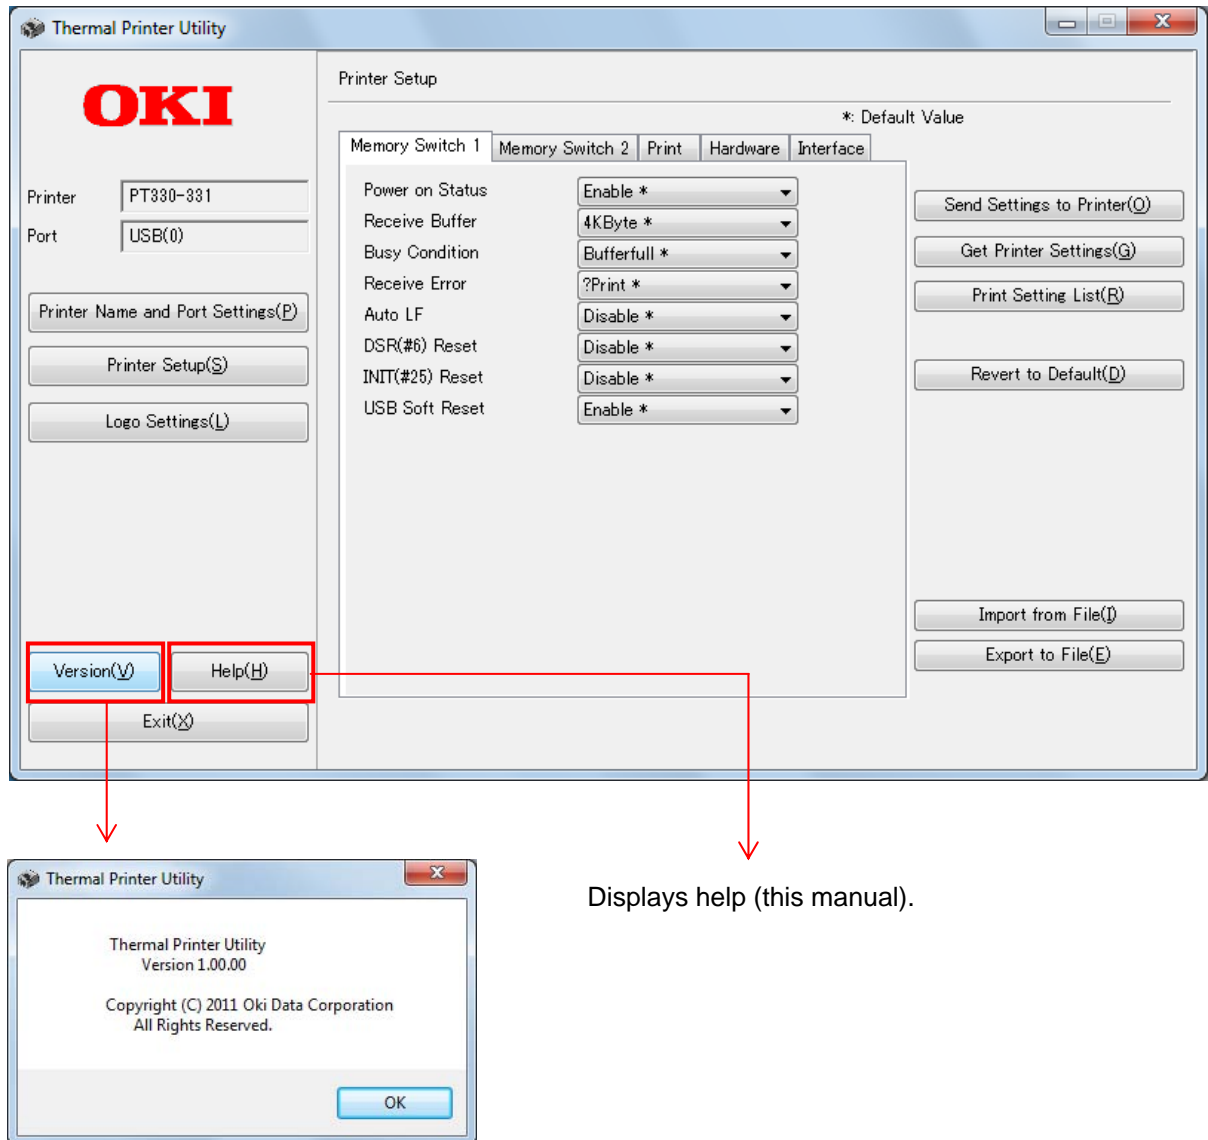 Thermal Printer Utility
OKI
Printer PT330-331
Port USB(0)
Printer Name and Port Settings(P)
Printer Setup(S)
Logo Settings(L)
Version(V) Help(H)
Exit(X)
Printer Setup
*: Default Value
Memory Switch 1 Memory Switch 2 Print Hardware Interface
Power on Status Enable *
Receive Buffer 4KByte *
Busy Condition Bufferfull *
Receive Error ?Print *
Auto LF Disable *
DSR(#6) Reset Disable *
INIT(#25) Reset Disable *
USB Soft Reset Enable *
Send Settings to Printer(O)
Get Printer Settings(G)
Print Setting List(R)
Revert to Default(D)
Import from File(I)
Export to File(E)
Thermal Printer Utility
Thermal Printer Utility
Version 1.00.00
Copyright (C) 2011 Oki Data Corporation
All Rights Reserved.
OK
Displays help (this manual).